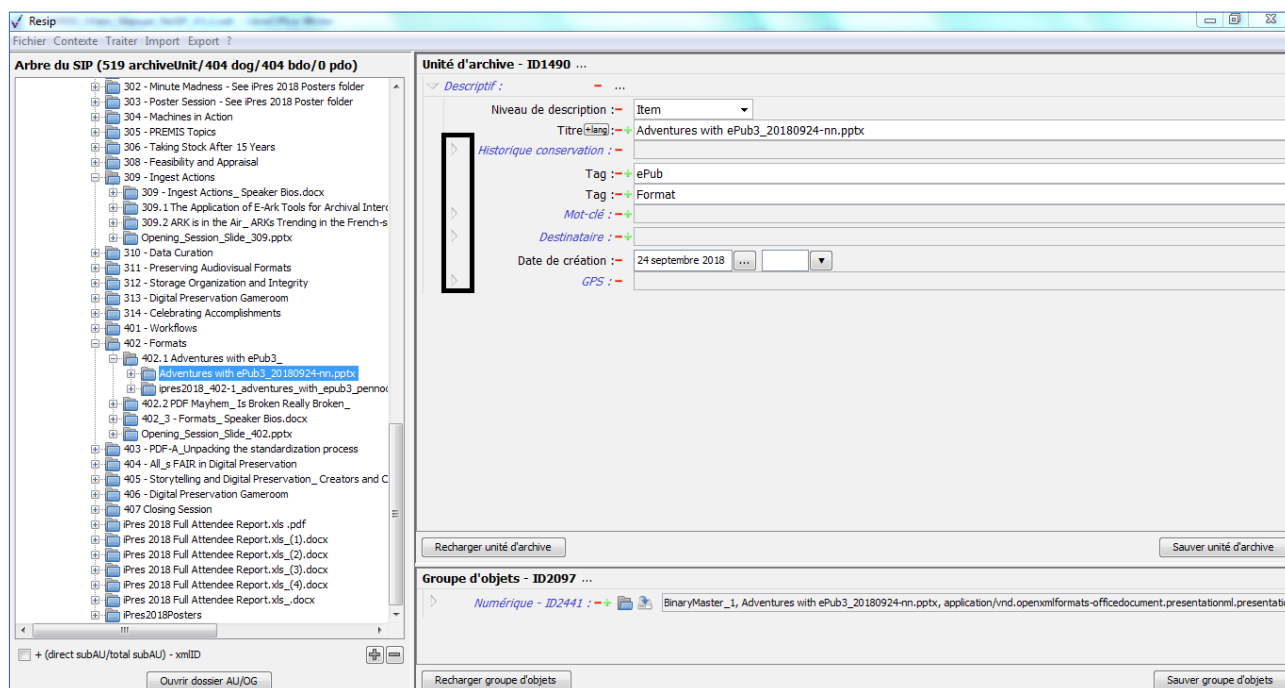 Resip
Fichier Contexte Traiter Import Export ?
Arbre du SIP (519 archiveUnit/404 dog/404 bdo/0 pdo)
302 - Minute Madness - See iPres 2018 Posters folder
303 - Poster Session - See iPres 2018 Poster folder
304 - Machines in Action
305 - PREMIS Topics
306 - Taking Stock After 15 Years
308 - Feasibility and Appraisal
309 - Ingest Actions
309 - Ingest Actions_ Speaker Bios.docx
309.1 The Application of E-Ark Tools for Archival Interc
309.2 ARK is in the Air_ ARKs Trending in the French-s
Opening_Session_Slide_309.pptx
310 - Data Curation
311 - Preserving Audiovisual Formats
312 - Storage Organization and Integrity
313 - Digital Preservation Gameroom
314 - Celebrating Accomplishments
401 - Workflows
402 - Formats
402.1 Adventures with ePub3_
Adventures with ePub3_20180924-nn.pptx
ipres2018_402-1_adventures_with_epub3_pennoc
402.2 PDF Mayhem_ Is Broken Really Broken_
402_3 - Formats_ Speaker Bios.docx
Opening_Session_Slide_402.pptx
403 - PDF-A_Unpacking the standardization process
404 - All_s FAIR in Digital Preservation
405 - Storytelling and Digital Preservation_ Creators and C
406 - Digital Preservation Gameroom
407 Closing Session
iPres 2018 Full Attendee Report.xls .pdf
iPres 2018 Full Attendee Report.xls_(1).docx
iPres 2018 Full Attendee Report.xls_(2).docx
iPres 2018 Full Attendee Report.xls_(3).docx
iPres 2018 Full Attendee Report.xls_(4).docx
iPres 2018 Full Attendee Report.xls_.docx
iPres2018Posters
+ (direct subAU/total subAU) - xmlID
Ouvrir dossier AU/OG
Unité d'archive - ID1490 ...
Descriptif : − ...
Niveau de description :− Item
Titre +lang :−+ Adventures with ePub3_20180924-nn.pptx
Historique conservation : −
Tag :−+ ePub
Tag :−+ Format
Mot-clé : −+
Destinataire : −+
Date de création :− 24 septembre 2018 ...
GPS : −
Recharger unité d'archive Sauver unité d'archive
Groupe d'objets - ID2097 ...
Numérique - ID2441 : −+ BinaryMaster_1, Adventures with ePub3_20180924-nn.pptx, application/vnd.openxmlformats-officedocument.presentationml.presentatio
Recharger groupe d'objets Sauver groupe d'objets